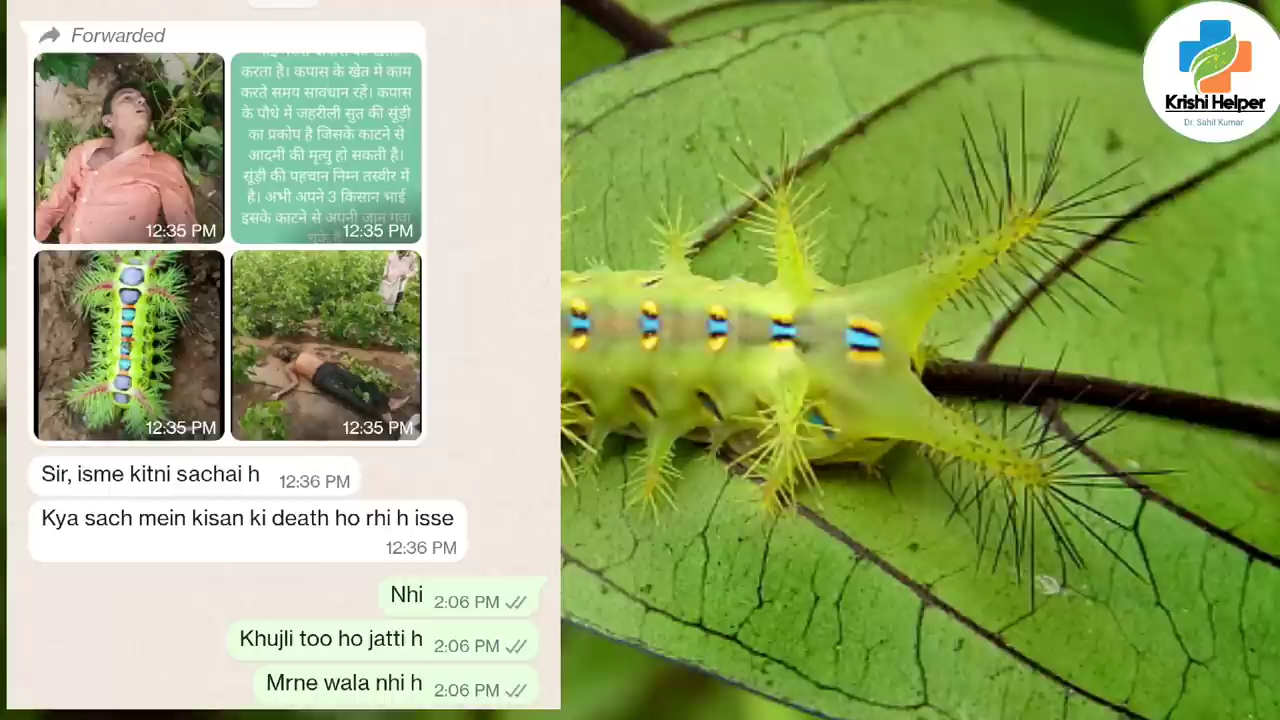 Forwarded
करता है। कपास के खेत में काम
करते समय सावधान रहें। कपास
के पौधे में जहरीली सुत की सूंड़ी
का प्रकोप है जिसके काटने से
आदमी की मृत्यु हो सकती है।
सूंड़ी की पहचान निम्न तस्वीर में
है। अभी अपने 3 किसान भाई
इसके काटने से अपनी जान गवा
12:35 PM
12:35 PM
12:35 PM
12:35 PM
Sir, isme kitni sachai h 12:36 PM
Kya sach mein kisan ki death ho rhi h isse
12:36 PM
Nhi 2:06 PM
Khujli too ho jatti h 2:06 PM
Mrne wala nhi h 2:06 PM
Krishi Helper
Dr. Sahil Kumar